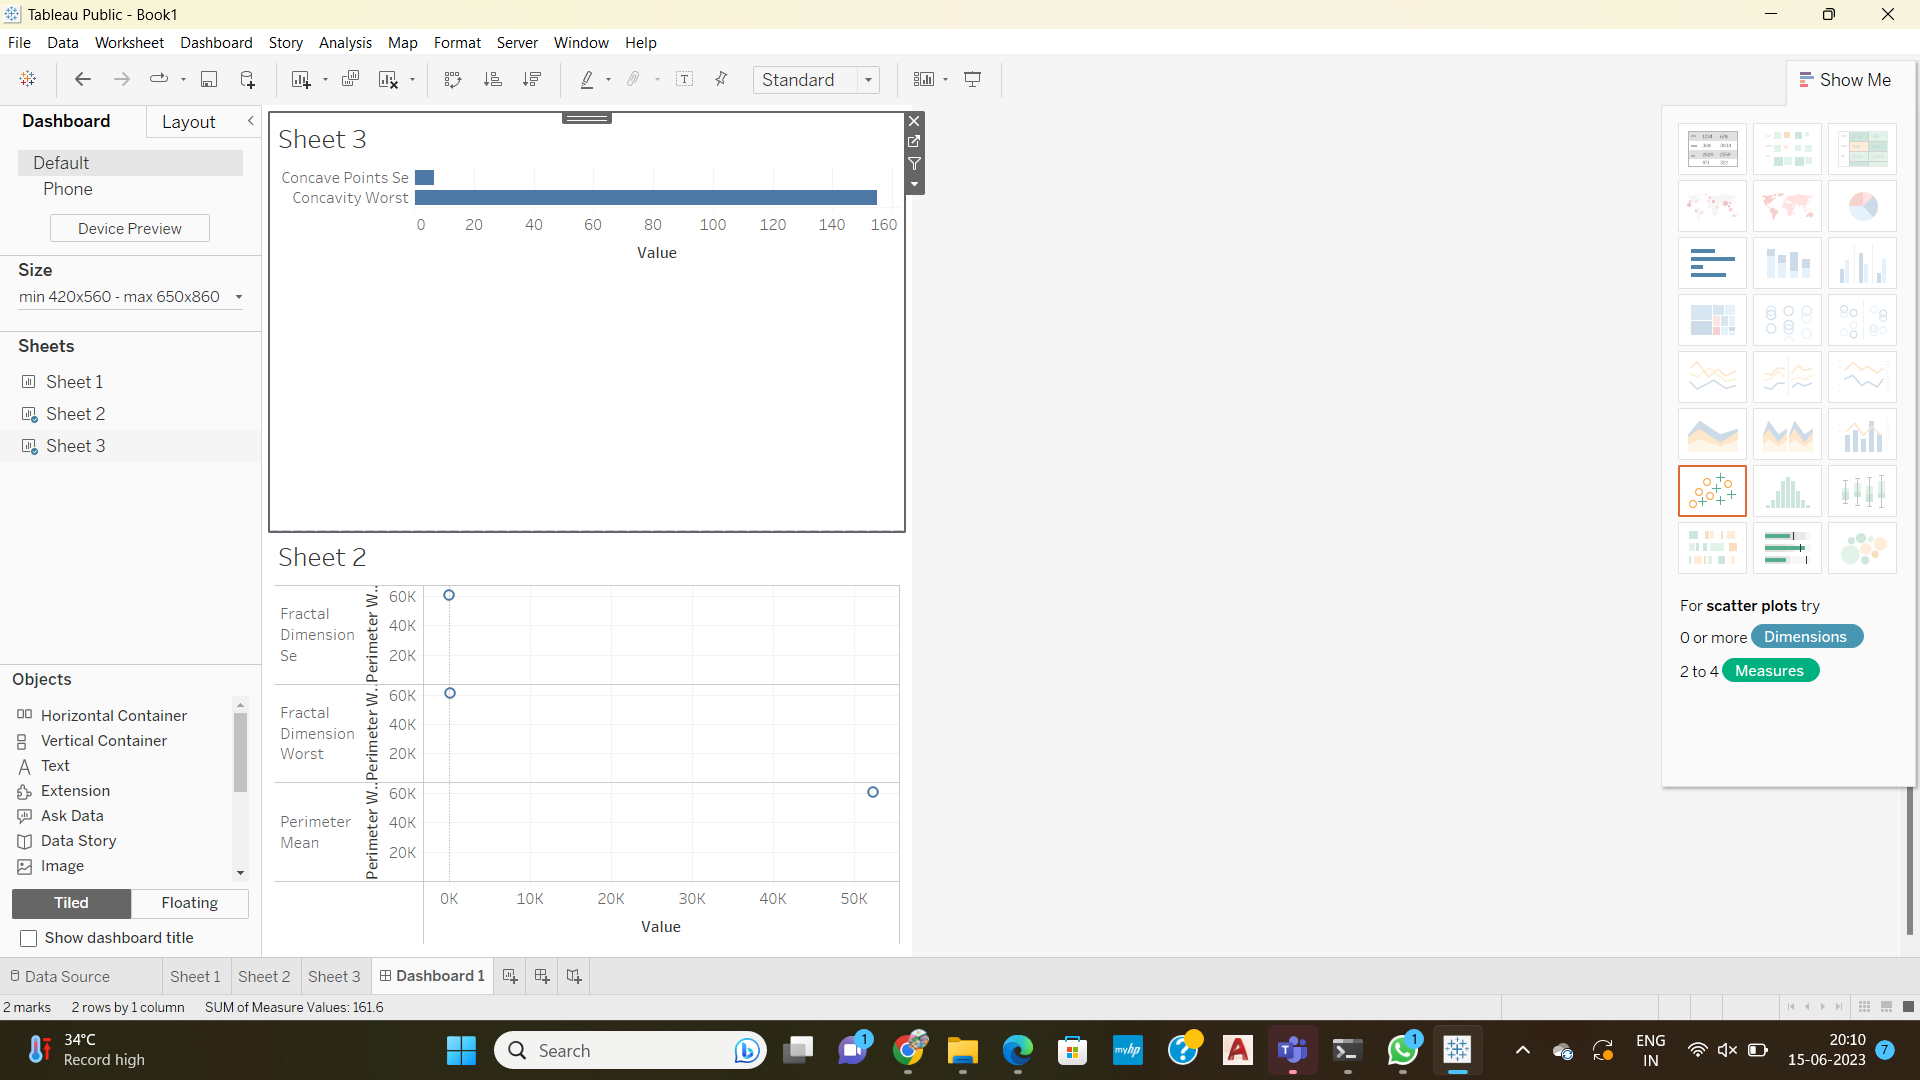 Tableau Public - Book1
File Data Worksheet Dashboard Story Analysis Map Format Server Window Help
Standard
Show Me
Dashboard Layout
Default
Phone
Device Preview
Size
min 420x560 - max 650x860
Sheets
Sheet 1
Sheet 2
Sheet 3
Objects
Horizontal Container
Vertical Container
Text
Extension
Ask Data
Data Story
Image
Tiled Floating
Show dashboard title
Sheet 3
Concave Points Se
Concavity Worst
0 20 40 60 80 100 120 140 160
Value
Sheet 2
Fractal
Dimension
Se
Perimeter W..
60K
40K
20K
Fractal
Dimension
Worst
Perimeter W..
60K
40K
20K
Perimeter
Mean
Perimeter W..
60K
40K
20K
0K 10K 20K 30K 40K 50K
Value
For scatter plots try
0 or more Dimensions
2 to 4 Measures
Data Source Sheet 1 Sheet 2 Sheet 3 Dashboard 1
2 marks 2 rows by 1 column SUM of Measure Values: 161.6
34°C
Record high
Search
1
myhp
1
ENG
IN
20:10
15-06-2023
7